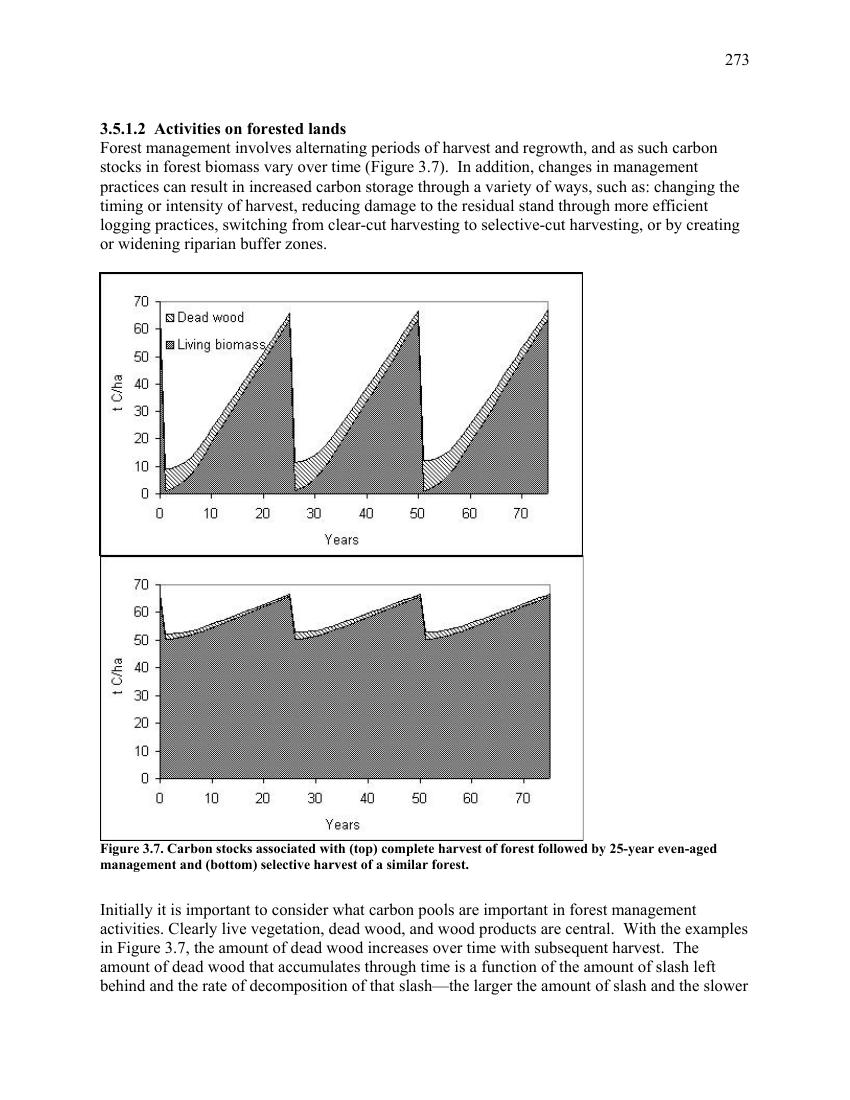 273
3.5.1.2 Activities on forested lands
Forest management involves alternating periods of harvest and regrowth, and as such carbon
stocks in forest biomass vary over time (Figure 3.7). In addition, changes in management
practices can result in increased carbon storage through a variety of ways, such as: changing the
timing or intensity of harvest, reducing damage to the residual stand through more efficient
logging practices, switching from clear-cut harvesting to selective-cut harvesting, or by creating
or widening riparian buffer zones.
70
Dead wood
60
Living biomass
50
40
t C/ha
30
20
10
0
0 10 20 30 40 50 60 70
Years
70
60
50
40
t C/ha
30
20
10
0
0 10 20 30 40 50 60 70
Years
Figure 3.7. Carbon stocks associated with (top) complete harvest of forest followed by 25-year even-aged
management and (bottom) selective harvest of a similar forest.
Initially it is important to consider what carbon pools are important in forest management
activities. Clearly live vegetation, dead wood, and wood products are central. With the examples
in Figure 3.7, the amount of dead wood increases over time with subsequent harvest. The
amount of dead wood that accumulates through time is a function of the amount of slash left
behind and the rate of decomposition of that slash—the larger the amount of slash and the slower